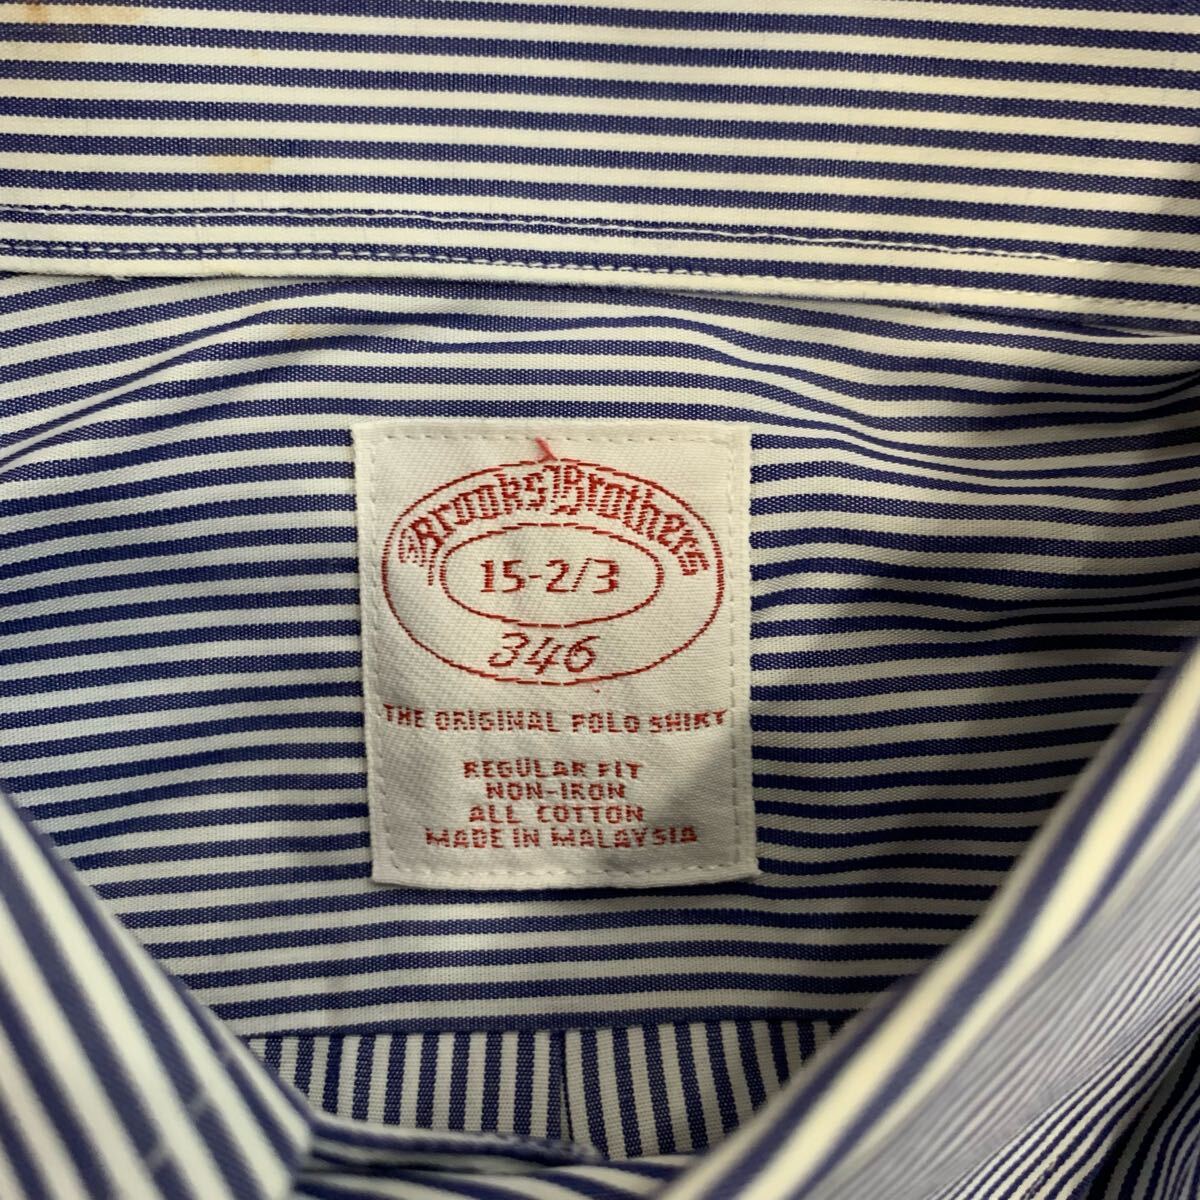 Brooks Brothers
15-2/3
346
THE ORIGINAL POLO SHIRT
REGULAR FIT
NON-IRON
ALL COTTON
MADE IN MALAYSIA